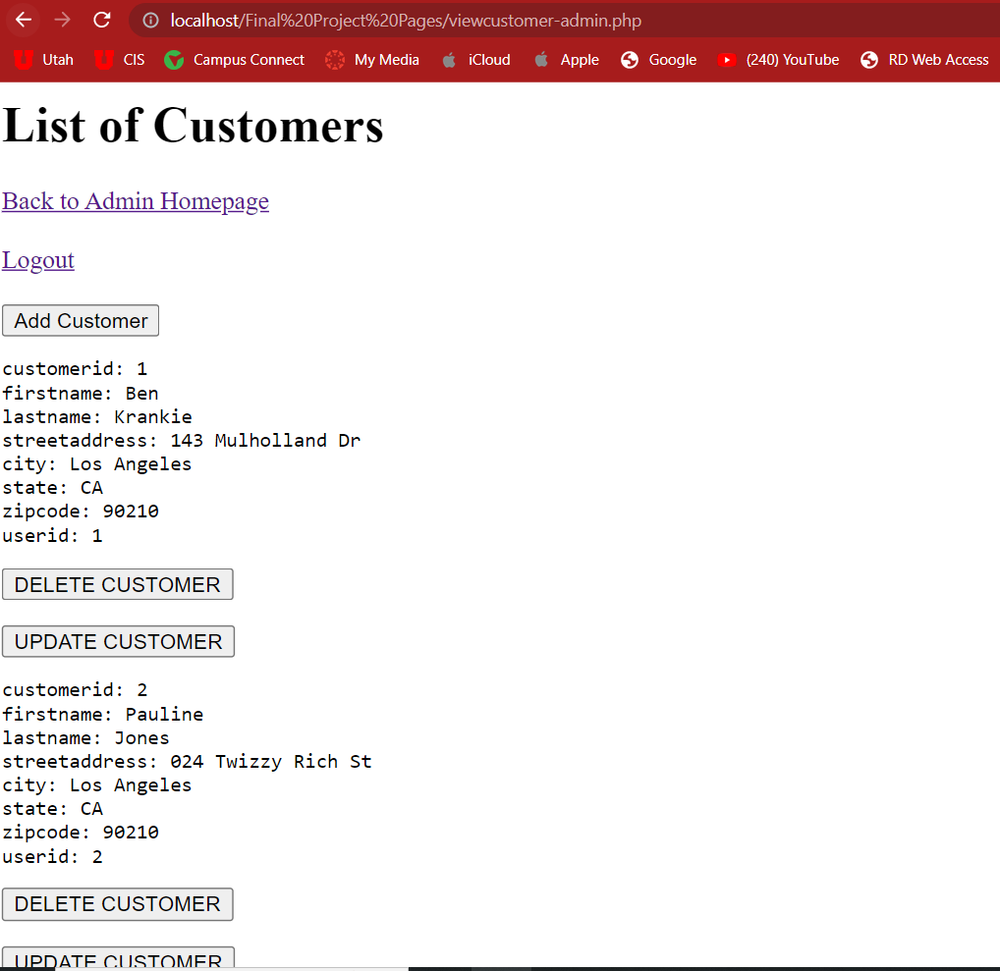 localhost/Final%20Project%20Pages/viewcustomer-admin.php
Utah CIS Campus Connect My Media iCloud Apple Google (240) YouTube RD Web Access
List of Customers
Back to Admin Homepage
Logout
Add Customer
customerid: 1
firstname: Ben
lastname: Krankie
streetaddress: 143 Mulholland Dr
city: Los Angeles
state: CA
zipcode: 90210
userid: 1
DELETE CUSTOMER
UPDATE CUSTOMER
customerid: 2
firstname: Pauline
lastname: Jones
streetaddress: 024 Twizzy Rich St
city: Los Angeles
state: CA
zipcode: 90210
userid: 2
DELETE CUSTOMER
UPDATE CUSTOMER